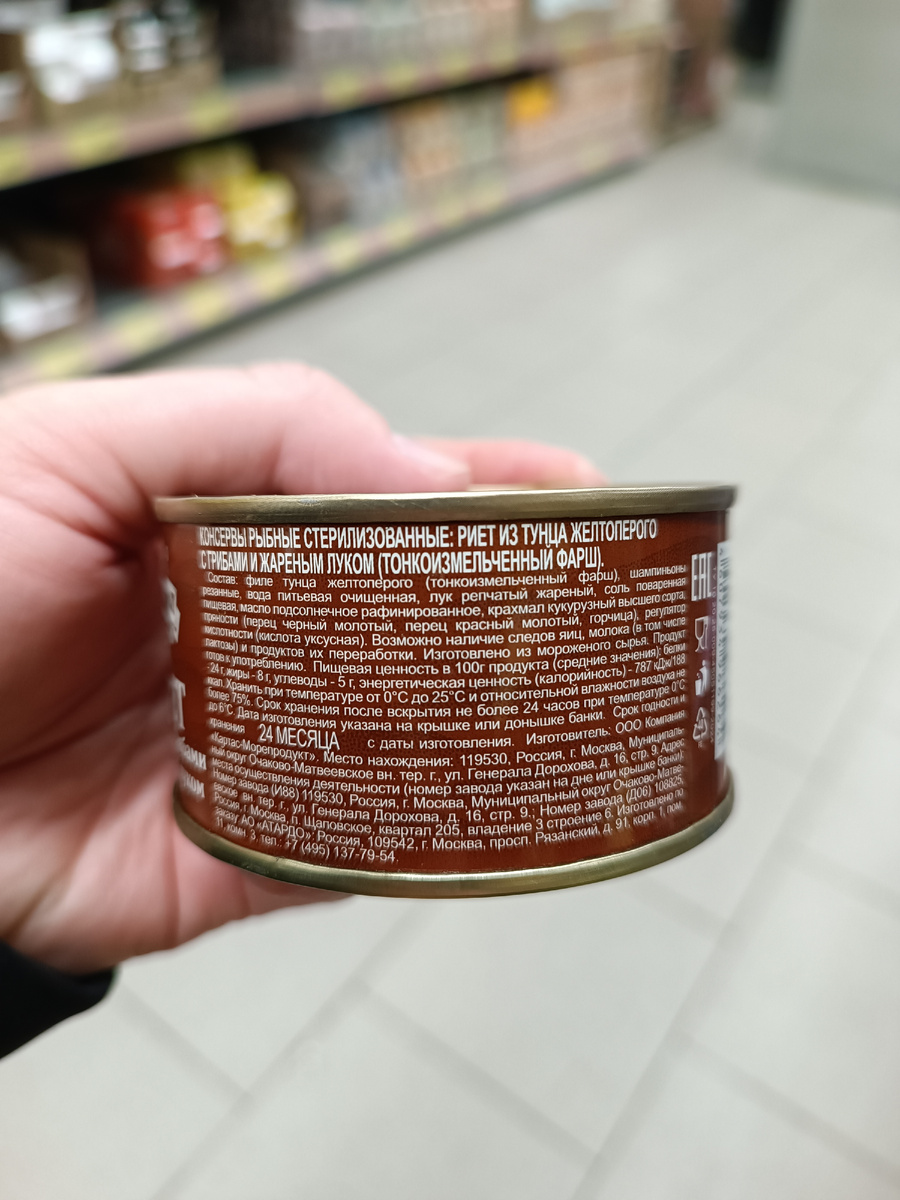 КОНСЕРВЫ РЫБНЫЕ СТЕРИЛИЗОВАННЫЕ: РИЕТ ИЗ ТУНЦА ЖЕЛТОПЕРОГО
С ГРИБАМИ И ЖАРЕНЫМ ЛУКОМ (ТОНКОИЗМЕЛЬЧЕННЫЙ ФАРШ).
Состав: филе тунца желтоперого (тонкоизмельченный фарш), шампиньоны
резанные, вода питьевая очищенная, лук репчатый жареный, соль поваренная
пищевая, масло подсолнечное рафинированное, крахмал кукурузный высшего сорта,
пряности (перец черный молотый, перец красный молотый, горчица), регулятор
кислотности (кислота уксусная). Возможно наличие следов яиц, молока (в том числе
лактозы) и продуктов их переработки. Изготовлено из мороженого сырья. Продукт
готов к употреблению. Пищевая ценность в 100г продукта (средние значения): белки
-24 г, жиры - 8 г, углеводы - 5 г, энергетическая ценность (калорийность) - 787 кДж/188
ккал. Хранить при температуре от 0°С до 25°С и относительной влажности воздуха не
более 75%. Срок хранения после вскрытия не более 24 часов при температуре 0°С
до 6°С. Дата изготовления указана на крышке или донышке банки. Срок годности и
хранения 24 МЕСЯЦА с даты изготовления. Изготовитель: ООО Компания
«Картас-Морепродукт». Место нахождения: 119530, Россия, г. Москва, Муниципаль-
ный округ Очаково-Матвеевское вн. тер. г., ул. Генерала Дорохова, д. 16, стр. 9. Адрес
места осуществления деятельности (номер завода указан на дне или крышке банки):
Номер завода (И88) 119530, Россия, г. Москва, Муниципальный округ Очаково-Матве-
евское вн. тер. г., ул. Генерала Дорохова, д. 16, стр. 9.; Номер завода (Д06) 108825,
Россия, г. Москва, п. Щаповское, квартал 205, владение 3 строение 6. Изготовлено по
заказу АО «АТАРДО»: Россия, 109542, г. Москва, просп. Рязанский, д. 91, корп. 1, пом.
11, комн. 3, тел.: +7 (495) 137-79-54.
ЕАС